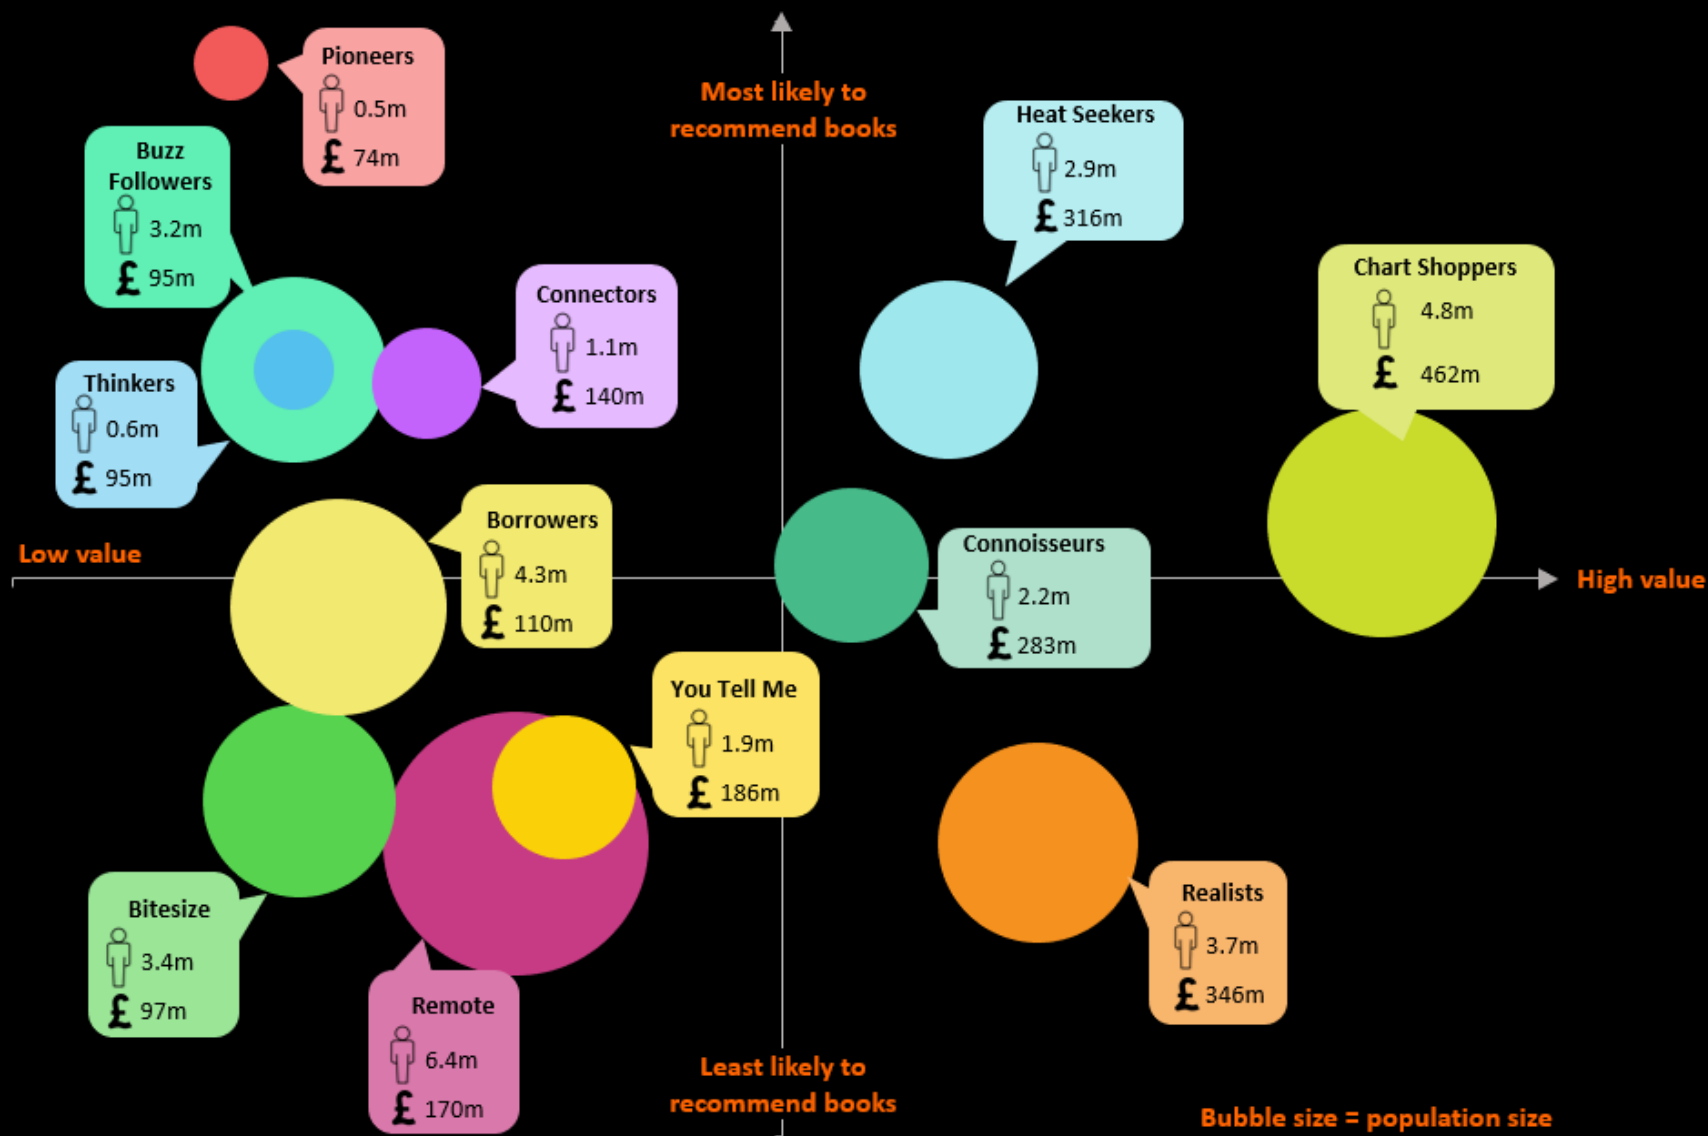 Pioneers
0.5m
£ 74m
Most likely to
recommend books
Heat Seekers
2.9m
£ 316m
Buzz
Followers
3.2m
£ 95m
Connectors
1.1m
£ 140m
Chart Shoppers
4.8m
£ 462m
Thinkers
0.6m
£ 95m
Borrowers
4.3m
£ 110m
Low value
Connoisseurs
2.2m
£ 283m
High value
You Tell Me
1.9m
£ 186m
Bitesize
3.4m
£ 97m
Realists
3.7m
£ 346m
Remote
6.4m
£ 170m
Least likely to
recommend books
Bubble size = population size